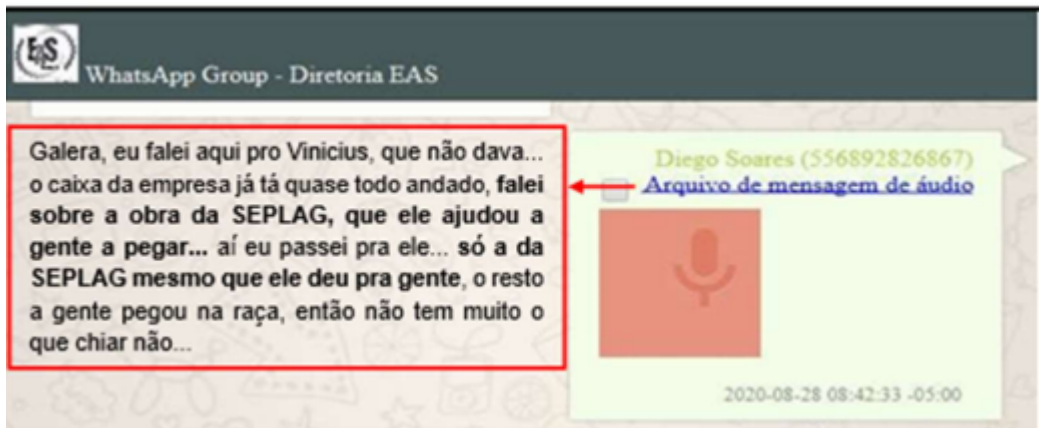 EAS
WhatsApp Group - Diretoria EAS
Galera, eu falei aqui pro Vinicius, que não dava...
o caixa da empresa já tá quase todo andado, falei
sobre a obra da SEPLAG, que ele ajudou a
gente a pegar... aí eu passei pra ele... só a da
SEPLAG mesmo que ele deu pra gente, o resto
a gente pegou na raça, então não tem muito o
que chiar não...
Diego Soares (556892826867)
Arquivo de mensagem de áudio
2020-08-28 08:42:33 -05:00